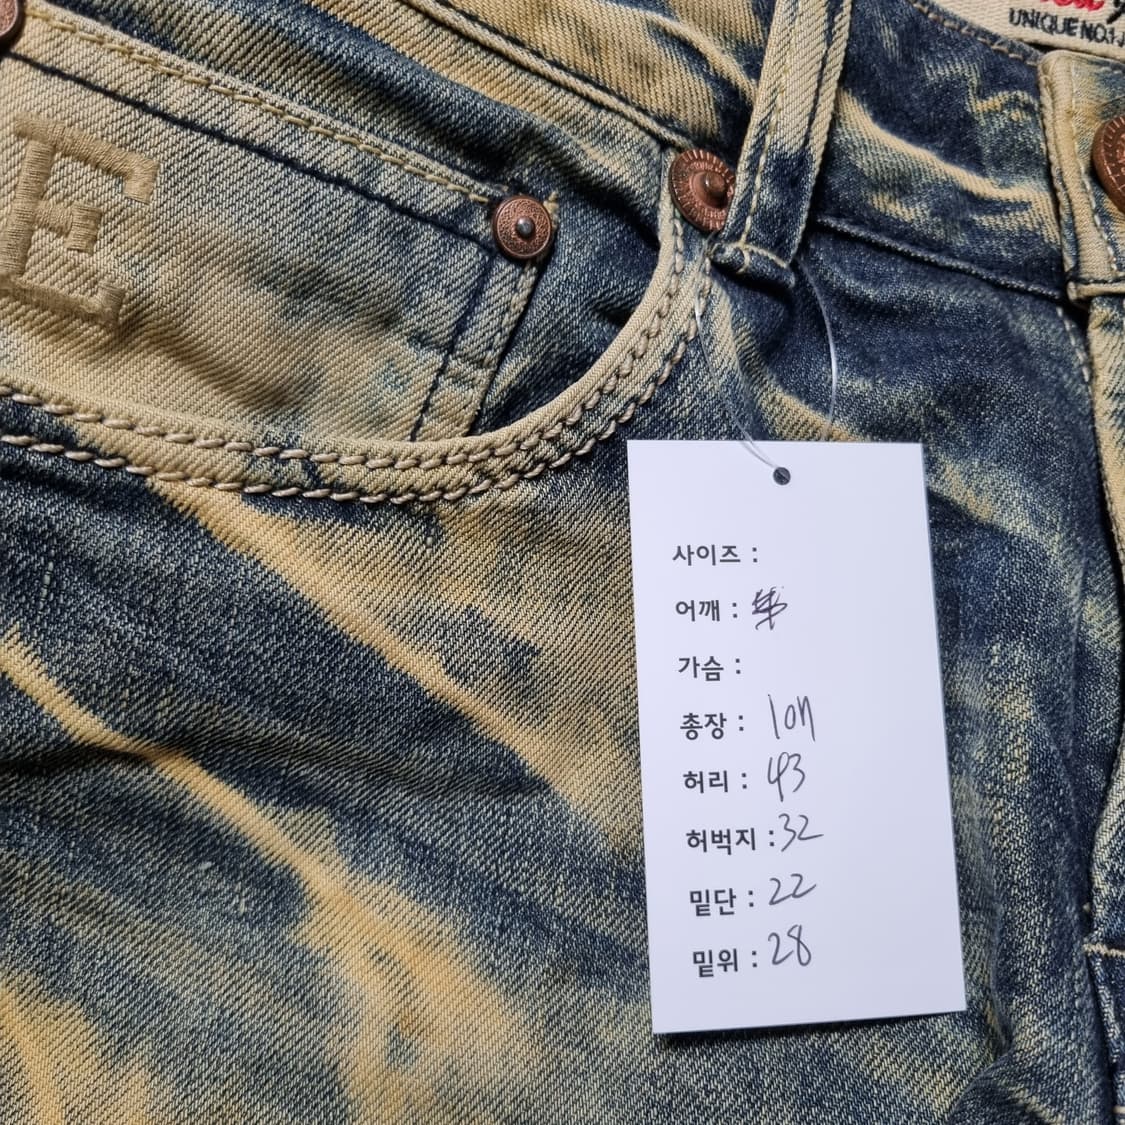 UNIQUE NO.1
E
사이즈 :
어깨 :
가슴 :
총장 : 107
허리 : 43
허벅지 : 32
밑단 : 22
밑위 : 28